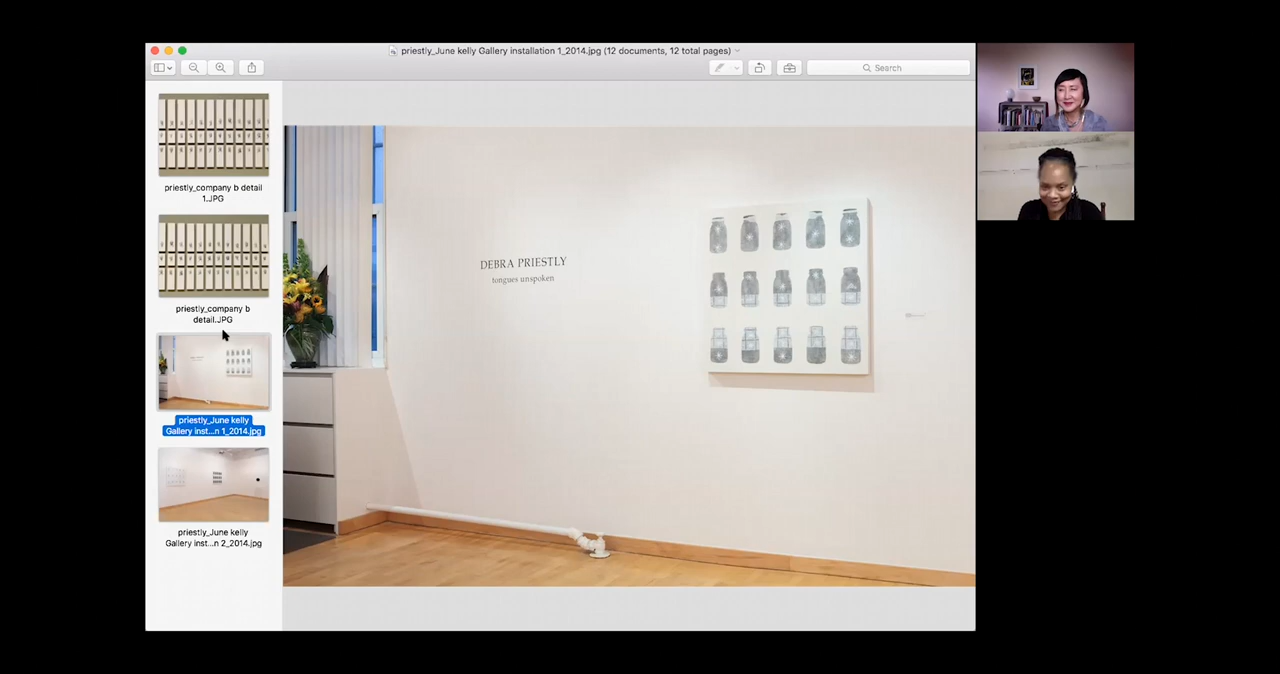 priestly_June kelly Gallery installation 1_2014.jpg (12 documents, 12 total pages)
Search
priestly_company b detail
1.JPG
priestly_company b
detail.JPG
priestly_June kelly
Gallery inst...n 1_2014.jpg
priestly_June kelly
Gallery inst...n 2_2014.jpg
DEBRA PRIESTLY
tongues unspoken